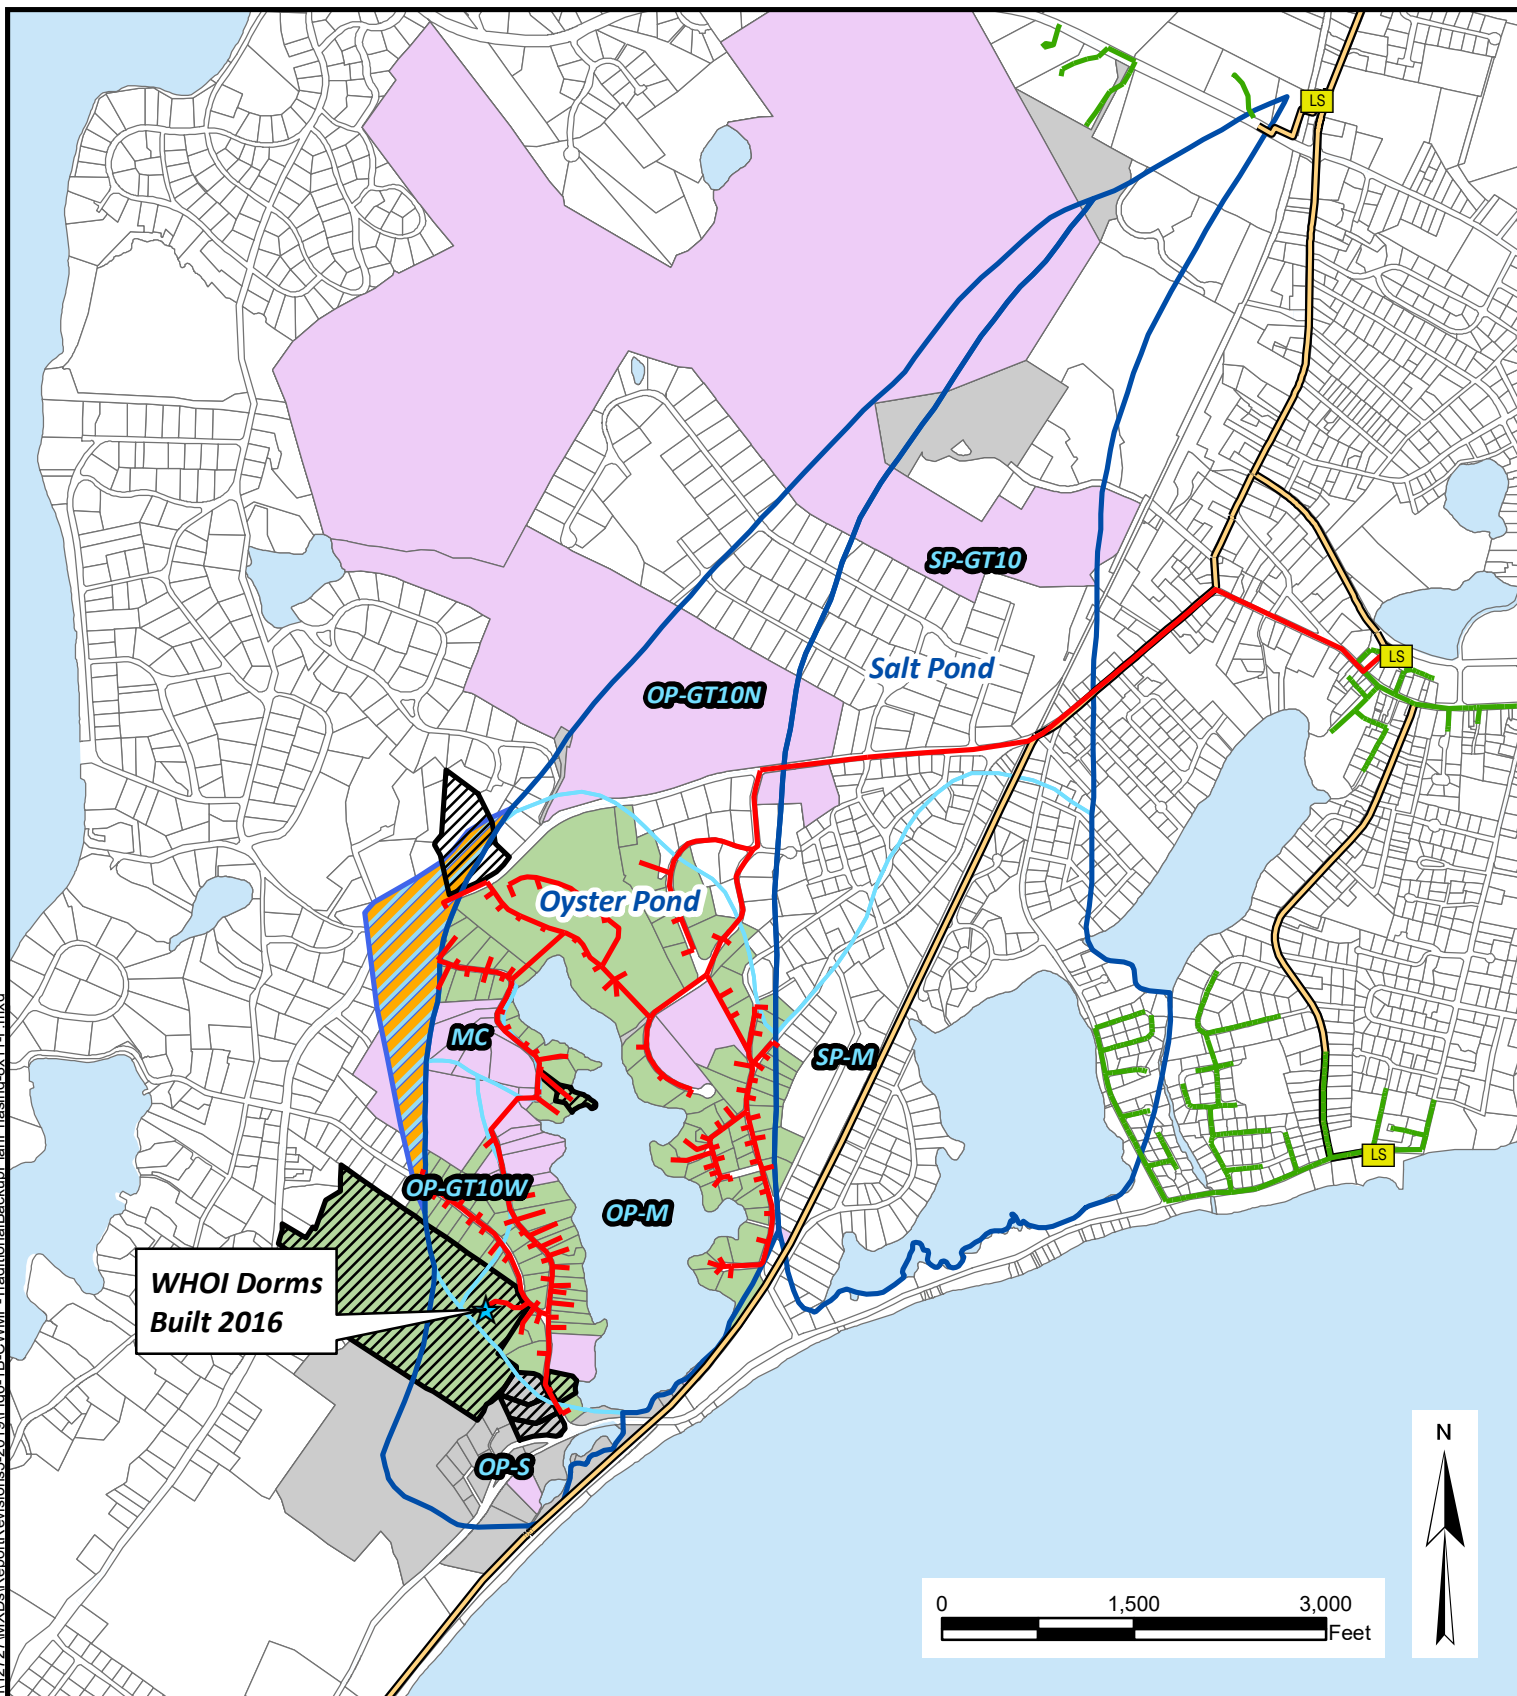 LS
SP-GT10
Salt Pond
LS
OP-GT10N
Oyster Pond
MC
SP-M
LS
OP-GT10W
OP-M
WHOI Dorms
Built 2016
OP-S
N
0 1,500 3,000
Feet